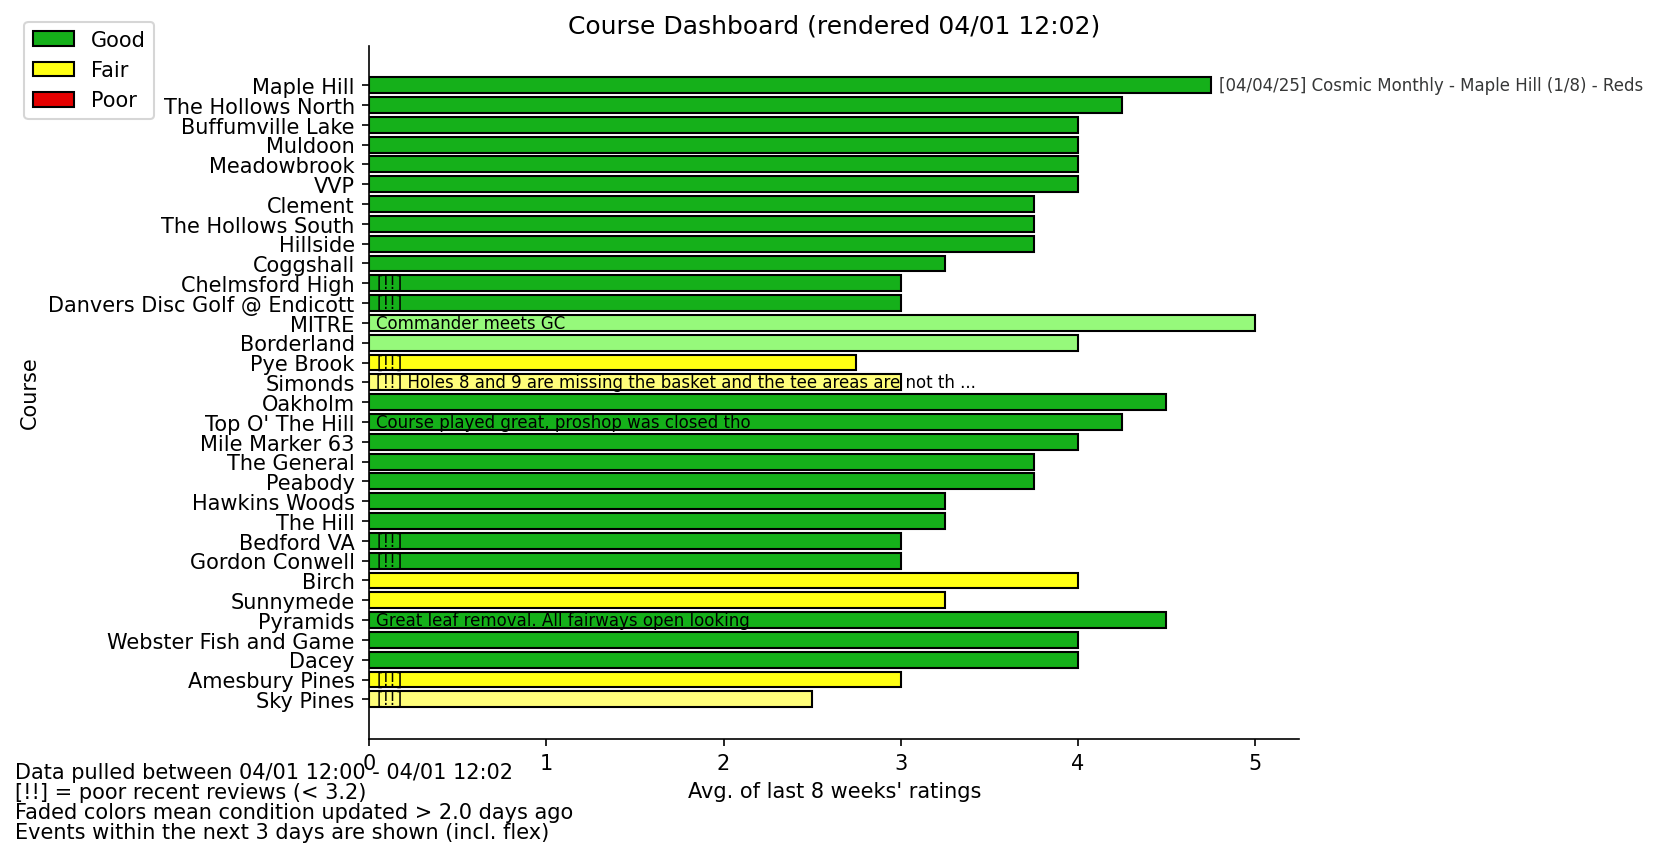 Course Dashboard (rendered 04/01 12:02)
Good
Fair
Poor
Course
Maple Hill
[04/04/25] Cosmic Monthly - Maple Hill (1/8) - Reds
The Hollows North
Buffumville Lake
Muldoon
Meadowbrook
VVP
Clement
The Hollows South
Hillside
Coggshall
Chelmsford High
[!!]
Danvers Disc Golf @ Endicott
[!!]
MITRE
Commander meets GC
Borderland
Pye Brook
[!!]
Simonds
[!!] Holes 8 and 9 are missing the basket and the tee areas are not th ...
Oakholm
Top O' The Hill
Course played great, proshop was closed tho
Mile Marker 63
The General
Peabody
Hawkins Woods
The Hill
Bedford VA
[!!]
Gordon Conwell
[!!]
Birch
Sunnymede
Pyramids
Great leaf removal. All fairways open looking
Webster Fish and Game
Dacey
Amesbury Pines
[!!]
Sky Pines
[!!]
0 1 2 3 4 5
Avg. of last 8 weeks' ratings
Data pulled between 04/01 12:00 - 04/01 12:02
[!!] = poor recent reviews (< 3.2)
Faded colors mean condition updated > 2.0 days ago
Events within the next 3 days are shown (incl. flex)